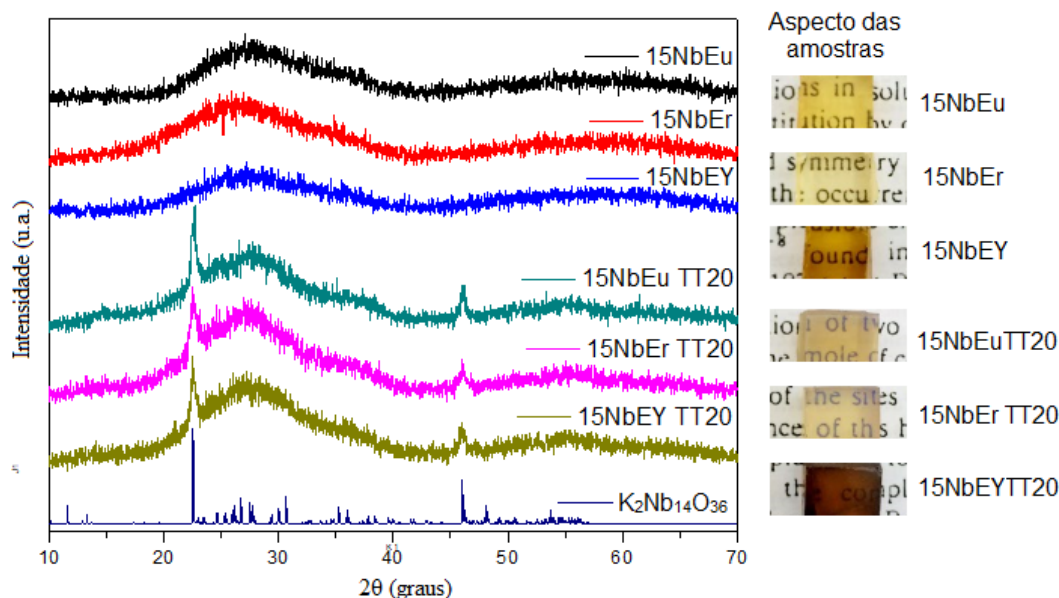 Aspecto das
amostras
15NbEu
15NbEr
15NbEY
15NbEu TT20
15NbEr TT20
15NbEY TT20
K₂Nb₁₄O₃₆
Intensidade (u.a.)
10 20 30 40 50 60 70
2θ (graus)
ions in solu
titution by
15NbEu
d symmetry
the occurre
15NbEr
found in
15NbEY
ion of two
mole of
15NbEuTT20
of the sites
nce of this h
15NbEr TT20
the compl
15NbEYTT20